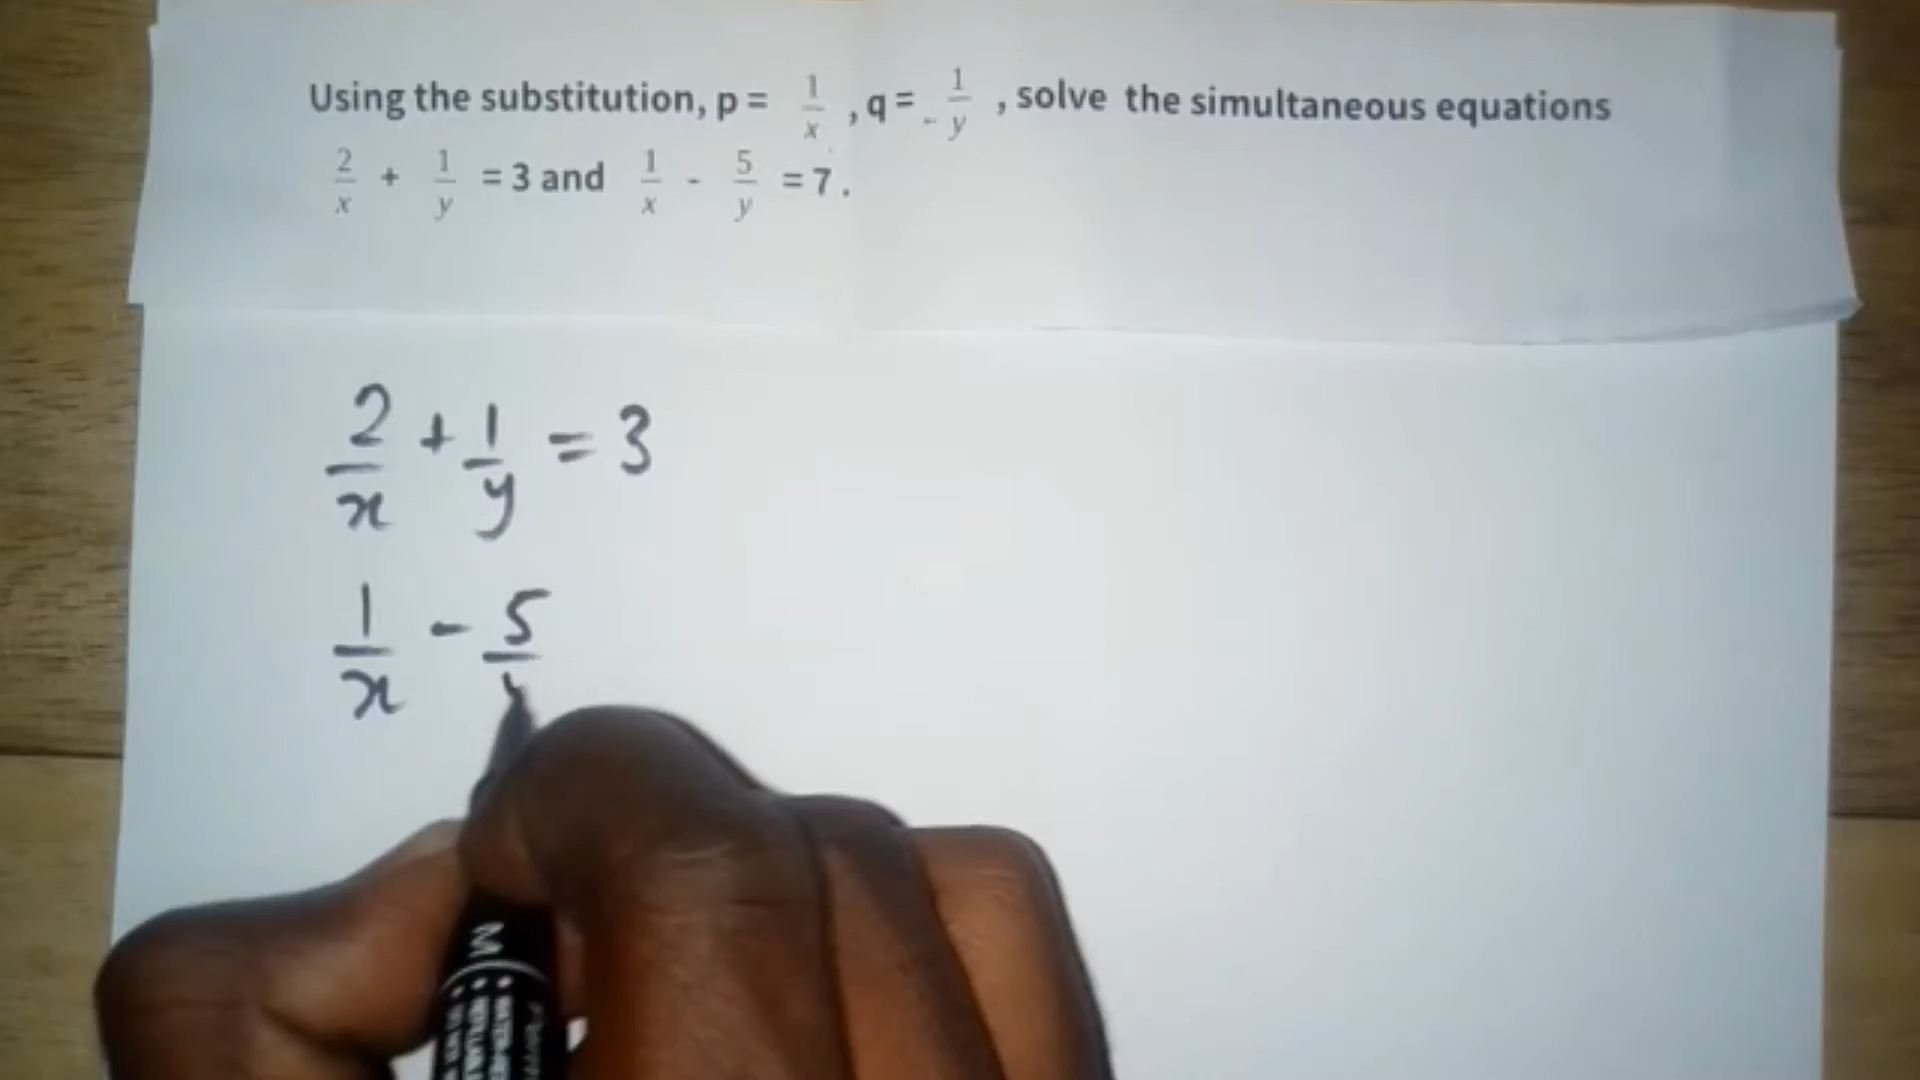 Using the substitution, p = 1/x , q = 1/y , solve the simultaneous equations
2/x + 1/y = 3 and 1/x - 5/y = 7 .
2/x + 1/y = 3
1/x - 5/
M